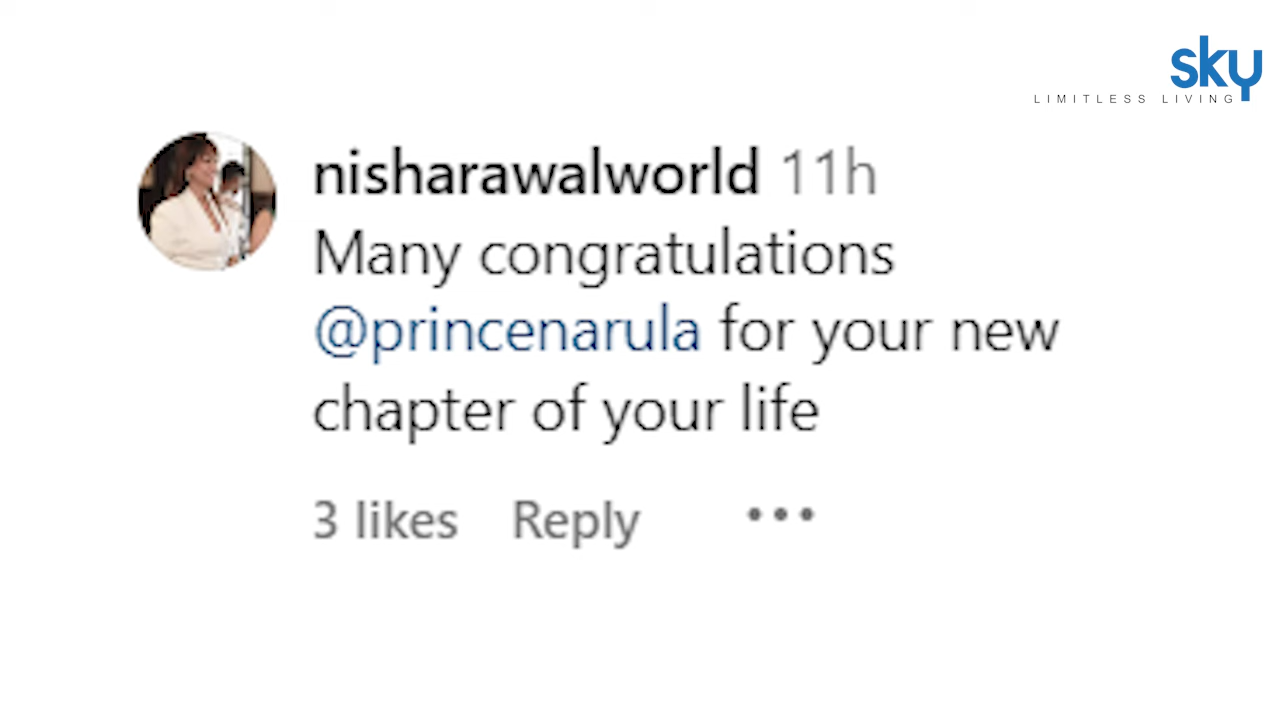 sky
LIMITLESS LIVING
nisharawalworld 11h
Many congratulations
@princenarula for your new
chapter of your life
3 likes Reply •••